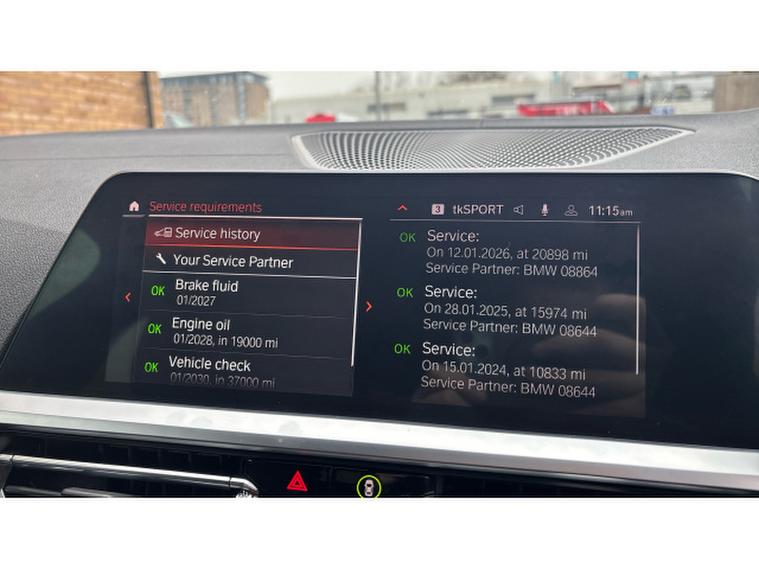 Service requirements
3 tkSPORT 11:15am
Service history
Your Service Partner
OK Brake fluid
01/2027
OK Engine oil
01/2028, in 19000 mi
OK Vehicle check
01/2030, in 37000 mi
OK Service:
On 12.01.2026, at 20898 mi
Service Partner: BMW 08864
OK Service:
On 28.01.2025, at 15974 mi
Service Partner: BMW 08644
OK Service:
On 15.01.2024, at 10833 mi
Service Partner: BMW 08644